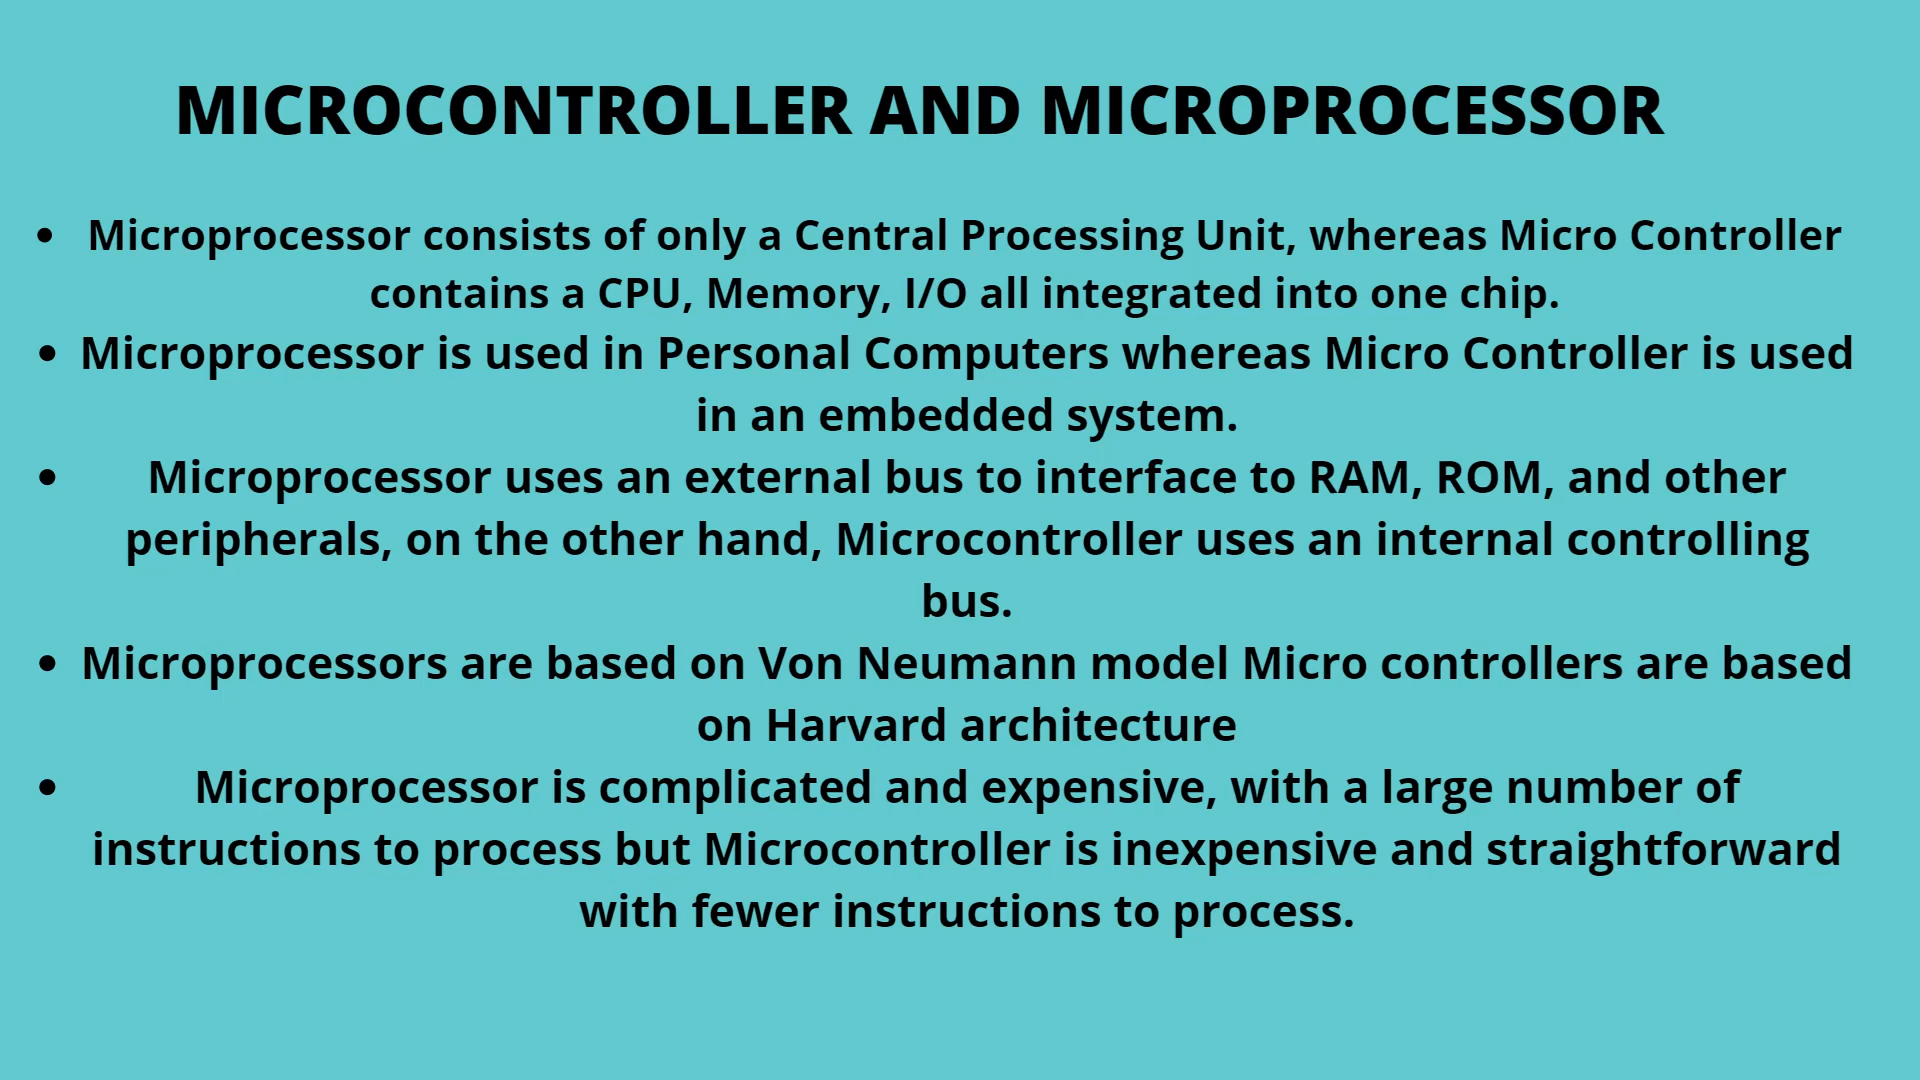 MICROCONTROLLER AND MICROPROCESSOR
• Microprocessor consists of only a Central Processing Unit, whereas Micro Controller
contains a CPU, Memory, I/O all integrated into one chip.
• Microprocessor is used in Personal Computers whereas Micro Controller is used
in an embedded system.
• Microprocessor uses an external bus to interface to RAM, ROM, and other
peripherals, on the other hand, Microcontroller uses an internal controlling
bus.
• Microprocessors are based on Von Neumann model Micro controllers are based
on Harvard architecture
• Microprocessor is complicated and expensive, with a large number of
instructions to process but Microcontroller is inexpensive and straightforward
with fewer instructions to process.